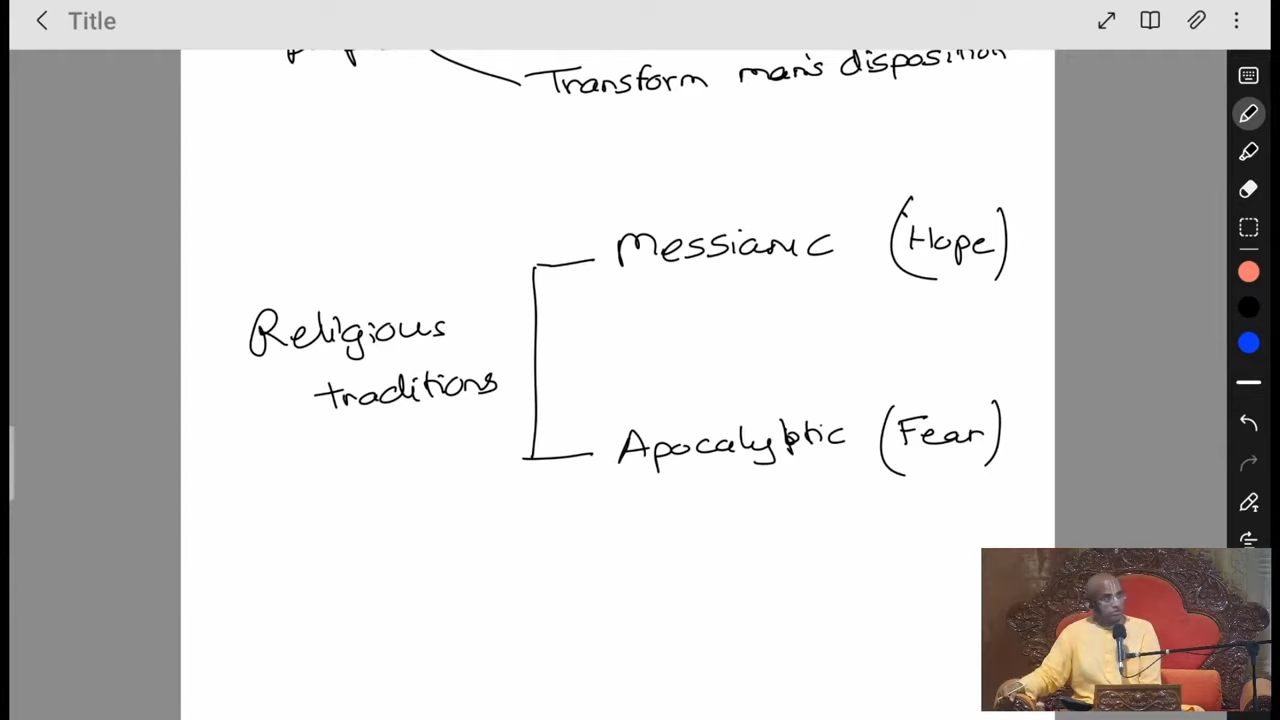 Title
Transform man's disposition
Messianic (Hope)
Religious
traditions
Apocalyptic (Fear)